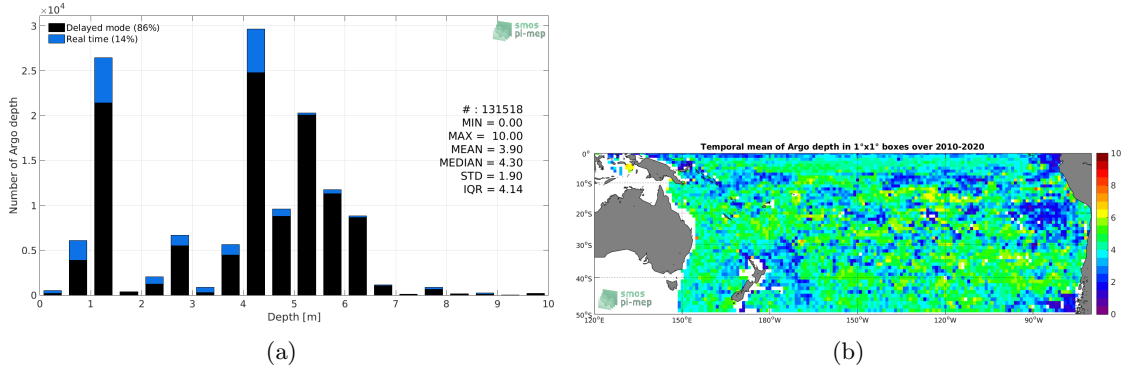 ×10⁴
Delayed mode (86%)
Real time (14%)
smos
pi-mep
3
2.5
2
1.5
1
0.5
0
Number of Argo depth
# : 131518
MIN = 0.00
MAX = 10.00
MEAN = 3.90
MEDIAN = 4.30
STD = 1.90
IQR = 4.14
0 1 2 3 4 5 6 7 8 9 10
Depth [m]
(a)
Temporal mean of Argo depth in 1°x1° boxes over 2010-2020
0°
10°S
20°S
30°S
40°S
50°S
120°E 150°E 180°W 150°W 120°W 90°W
10
8
6
4
2
0
smos
pi-mep
(b)